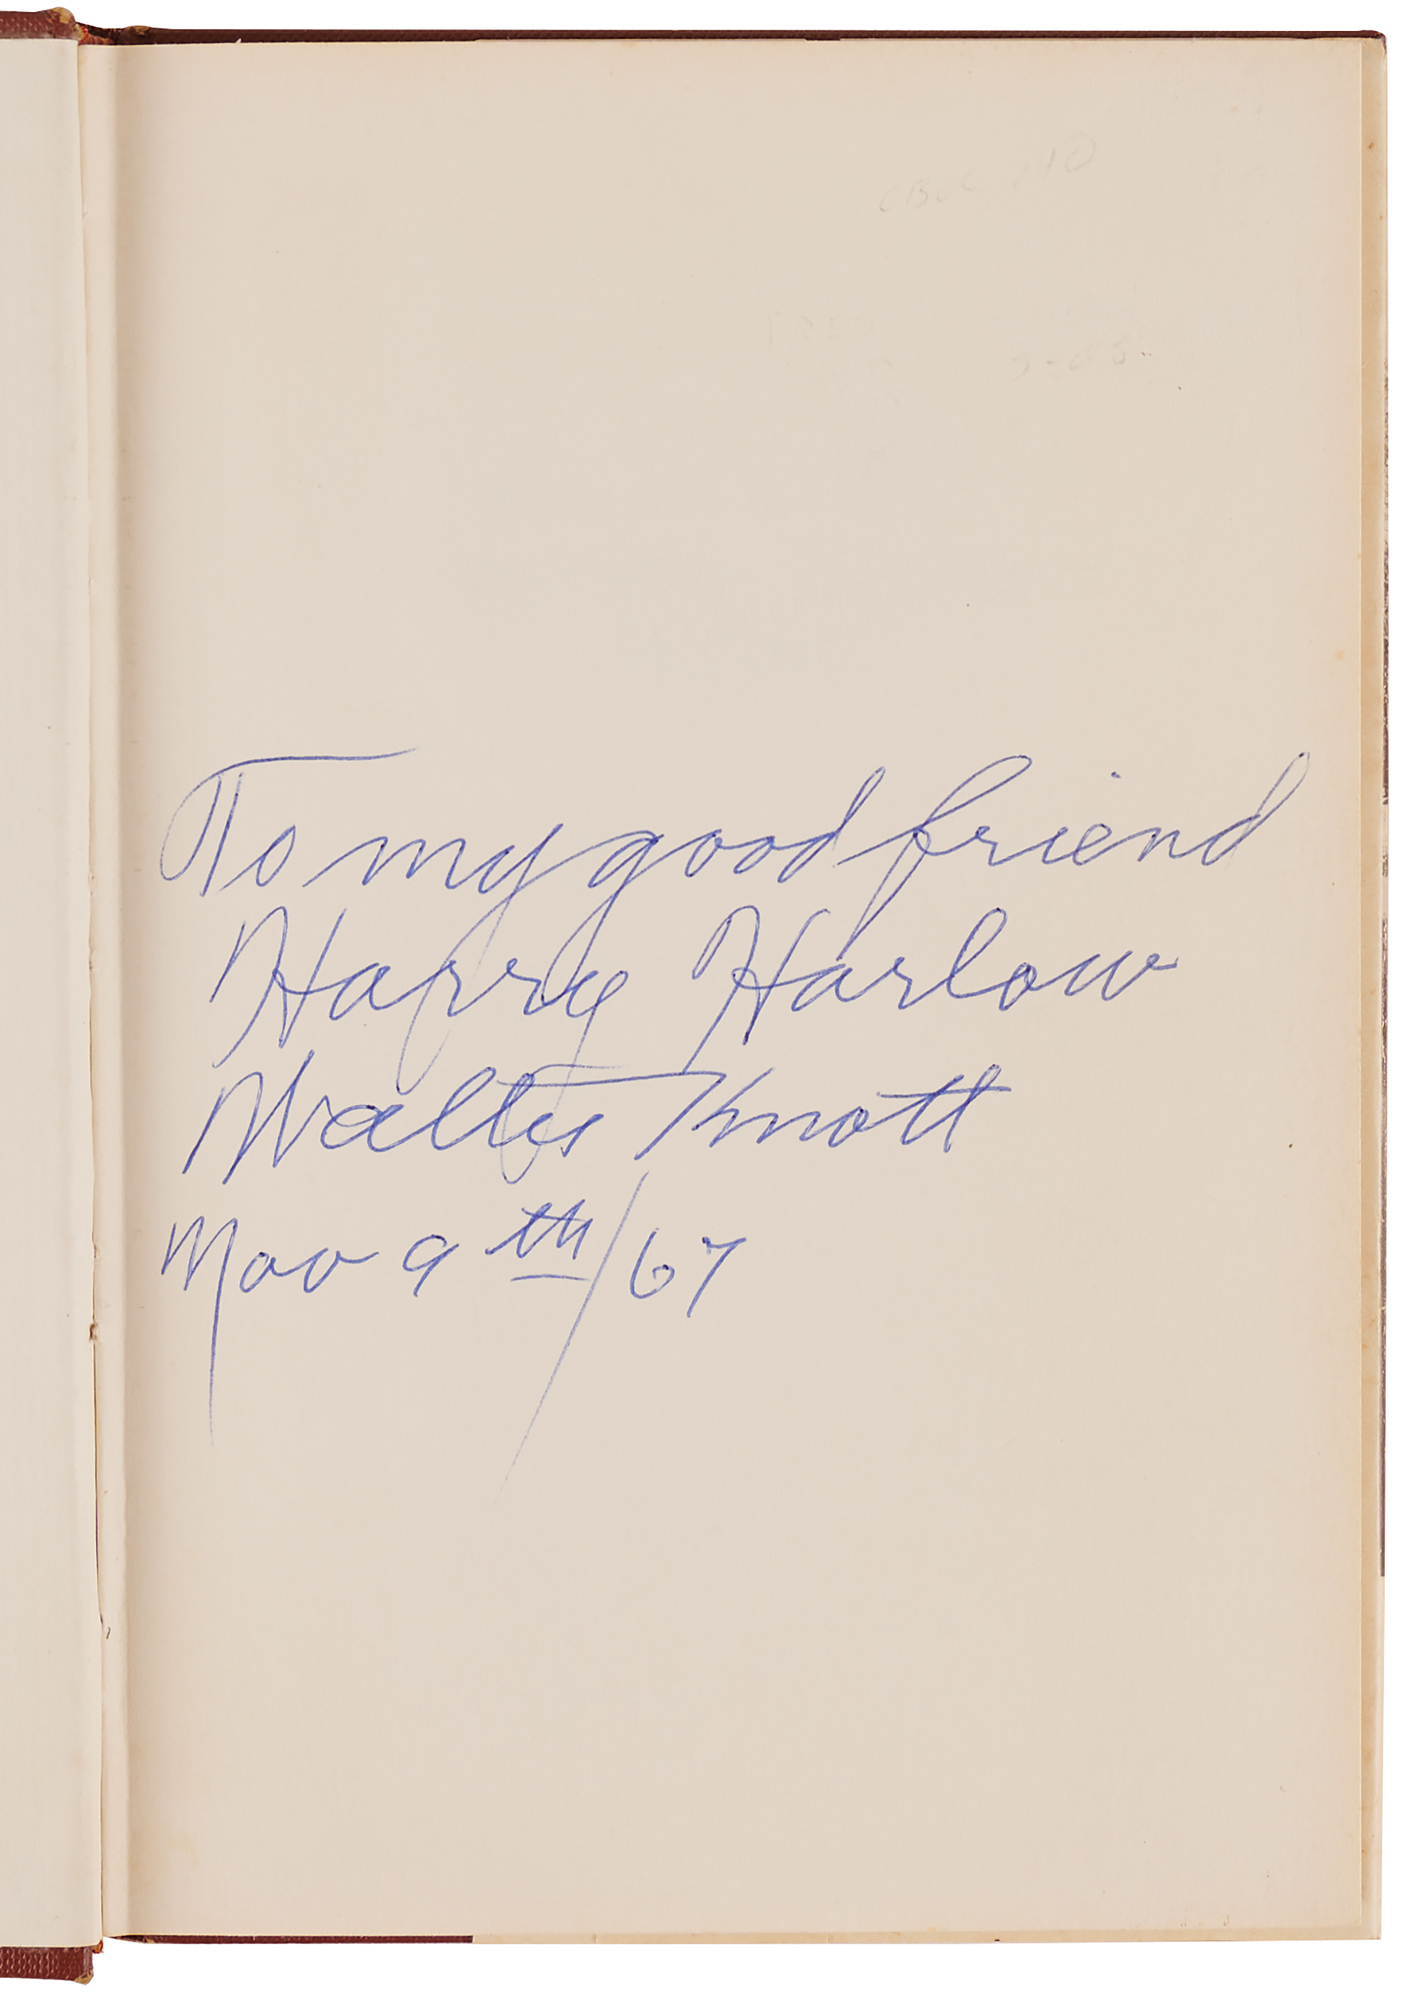 To my good friend
Harry Harlow
Walter Knott
Nov 9th/67